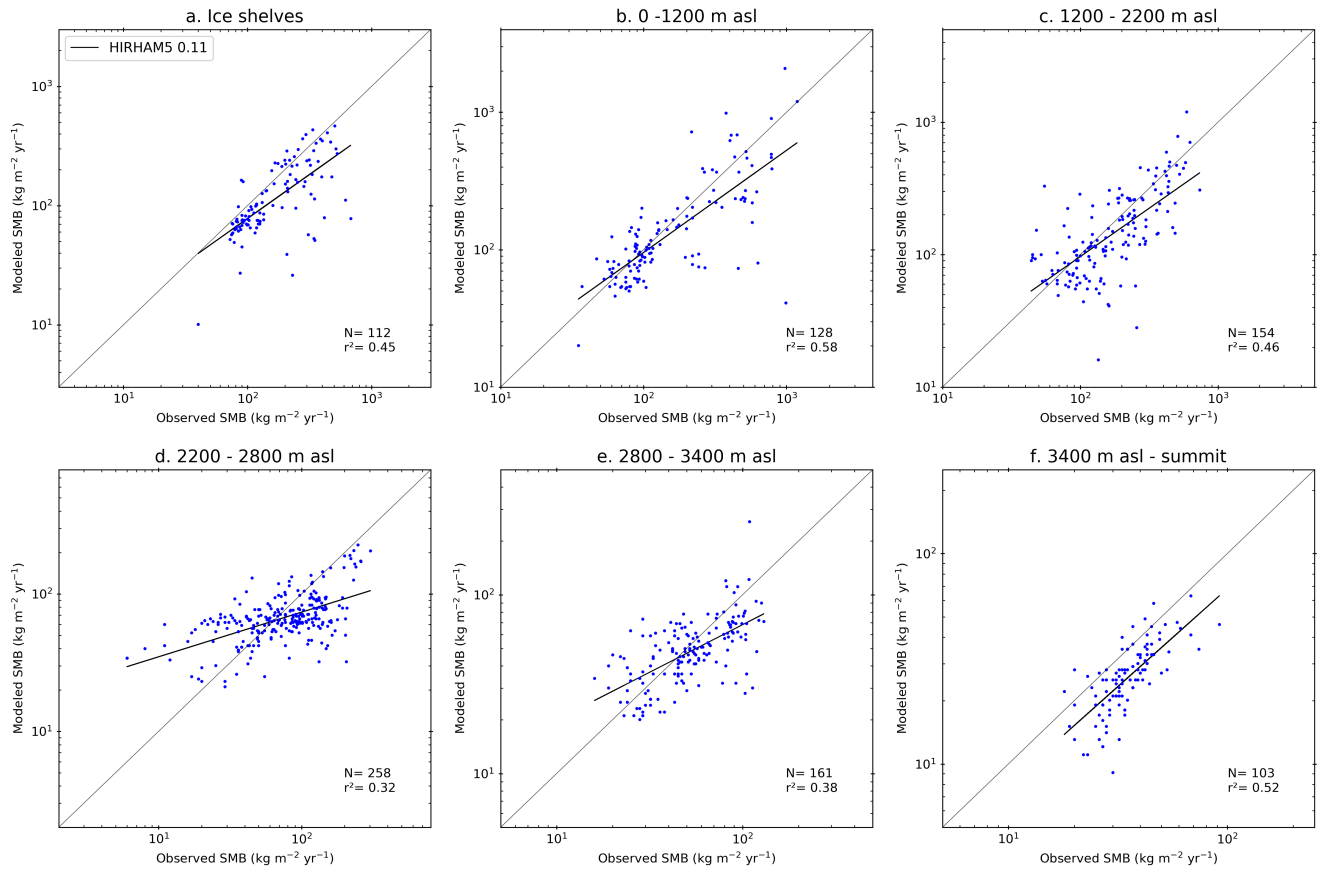 a. Ice shelves
HIRHAM5 0.11
10³
10²
10¹
Modeled SMB (kg m⁻² yr⁻¹)
N= 112
r²= 0.45
10¹ 10² 10³
Observed SMB (kg m⁻² yr⁻¹)
b. 0 -1200 m asl
10³
10²
10¹
Modeled SMB (kg m⁻² yr⁻¹)
N= 128
r²= 0.58
10¹ 10² 10³
Observed SMB (kg m⁻² yr⁻¹)
c. 1200 - 2200 m asl
10³
10²
10¹
Modeled SMB (kg m⁻² yr⁻¹)
N= 154
r²= 0.46
10¹ 10² 10³
Observed SMB (kg m⁻² yr⁻¹)
d. 2200 - 2800 m asl
10²
10¹
Modeled SMB (kg m⁻² yr⁻¹)
N= 258
r²= 0.32
10¹ 10²
Observed SMB (kg m⁻² yr⁻¹)
e. 2800 - 3400 m asl
10²
10¹
Modeled SMB (kg m⁻² yr⁻¹)
N= 161
r²= 0.38
10¹ 10²
Observed SMB (kg m⁻² yr⁻¹)
f. 3400 m asl - summit
10²
10¹
Modeled SMB (kg m⁻² yr⁻¹)
N= 103
r²= 0.52
10¹ 10²
Observed SMB (kg m⁻² yr⁻¹)